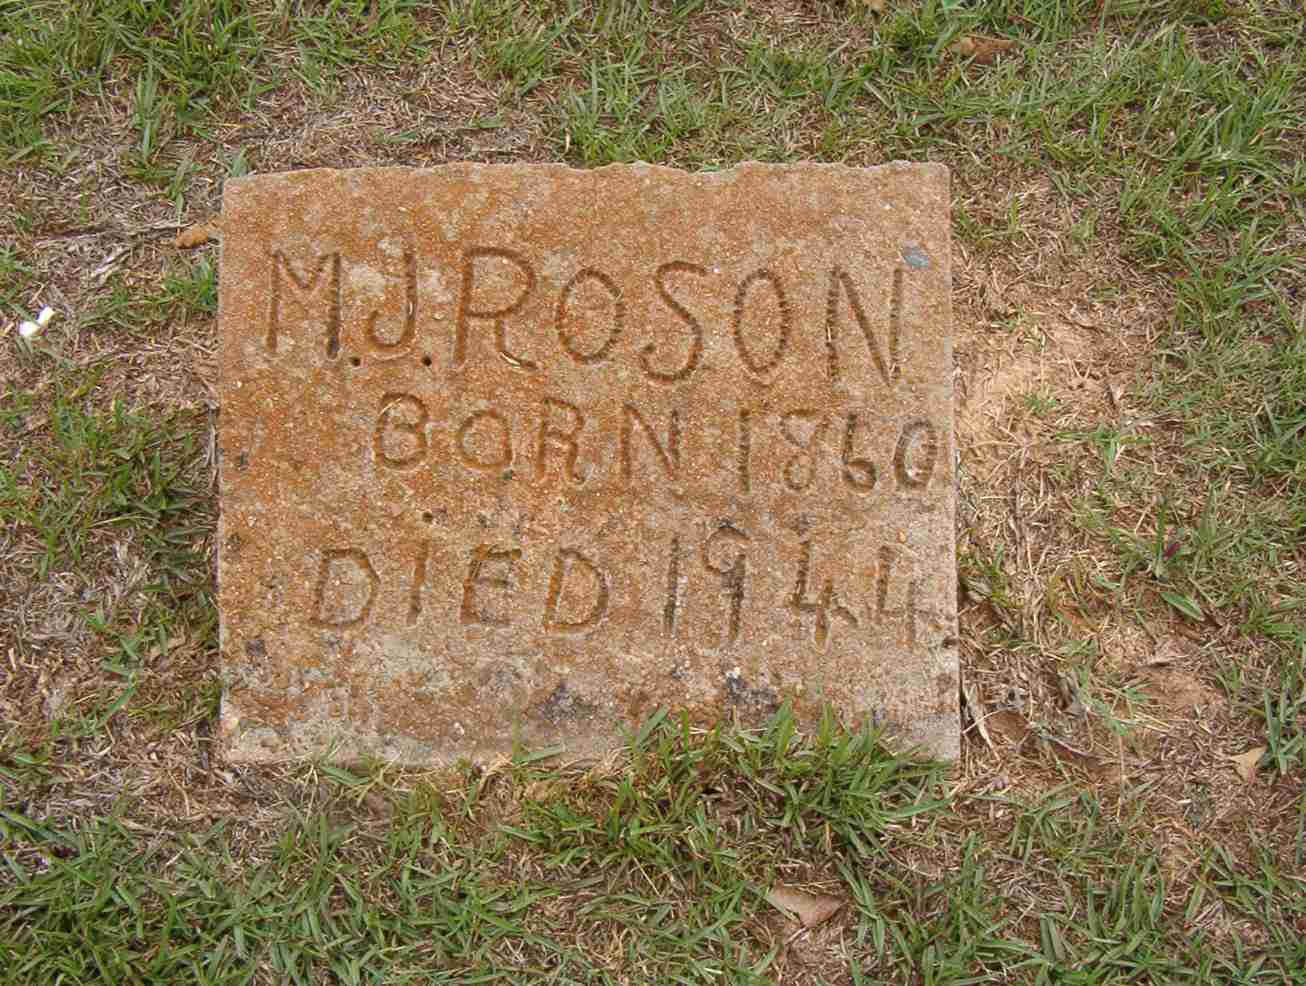 M.J. ROSON
BORN 1860
DIED 1944